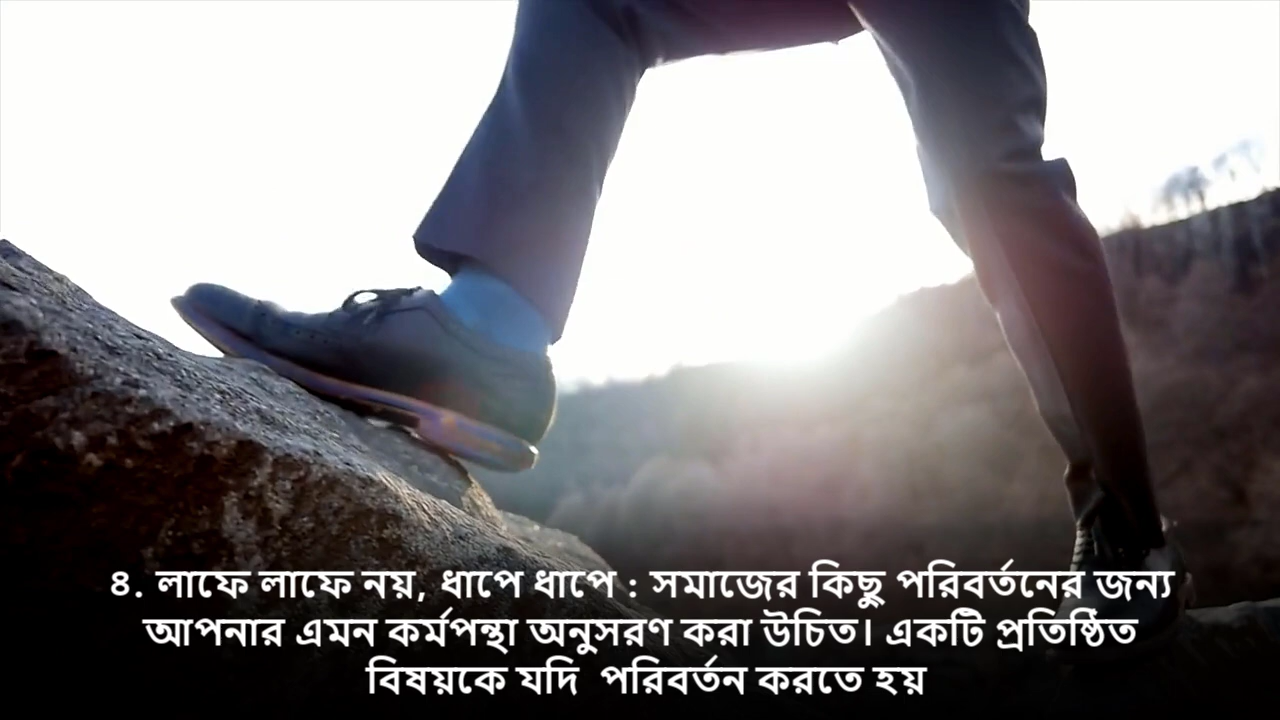 ৪. লাফে লাফে নয়, ধাপে ধাপে : সমাজের কিছু পরিবর্তনের জন্য
আপনার এমন কর্মপন্থা অনুসরণ করা উচিত। একটি প্রতিষ্ঠিত
বিষয়কে যদি পরিবর্তন করতে হয়